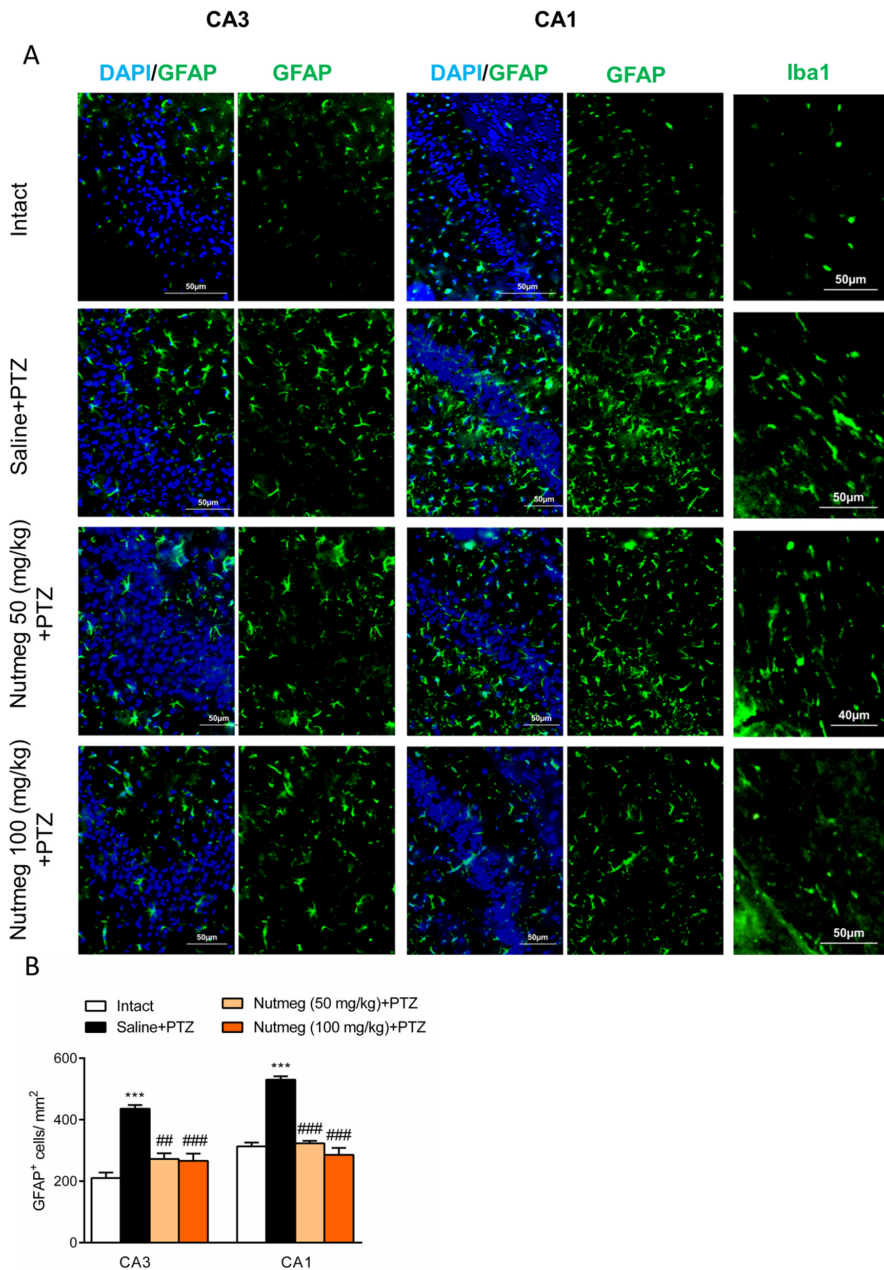 CA3 CA1
A
DAPI/GFAP GFAP DAPI/GFAP GFAP Iba1
Intact
50µm 50µm 50µm
Saline+PTZ
50µm 50µm 50µm
Nutmeg 50 (mg/kg)
+PTZ
50µm 50µm 40µm
Nutmeg 100 (mg/kg)
+PTZ
50µm 50µm 50µm
B
Intact Nutmeg (50 mg/kg)+PTZ
Saline+PTZ Nutmeg (100 mg/kg)+PTZ
GFAP⁺ cells/ mm²
600
400
200
0
*** ## ### *** ### ###
CA3 CA1